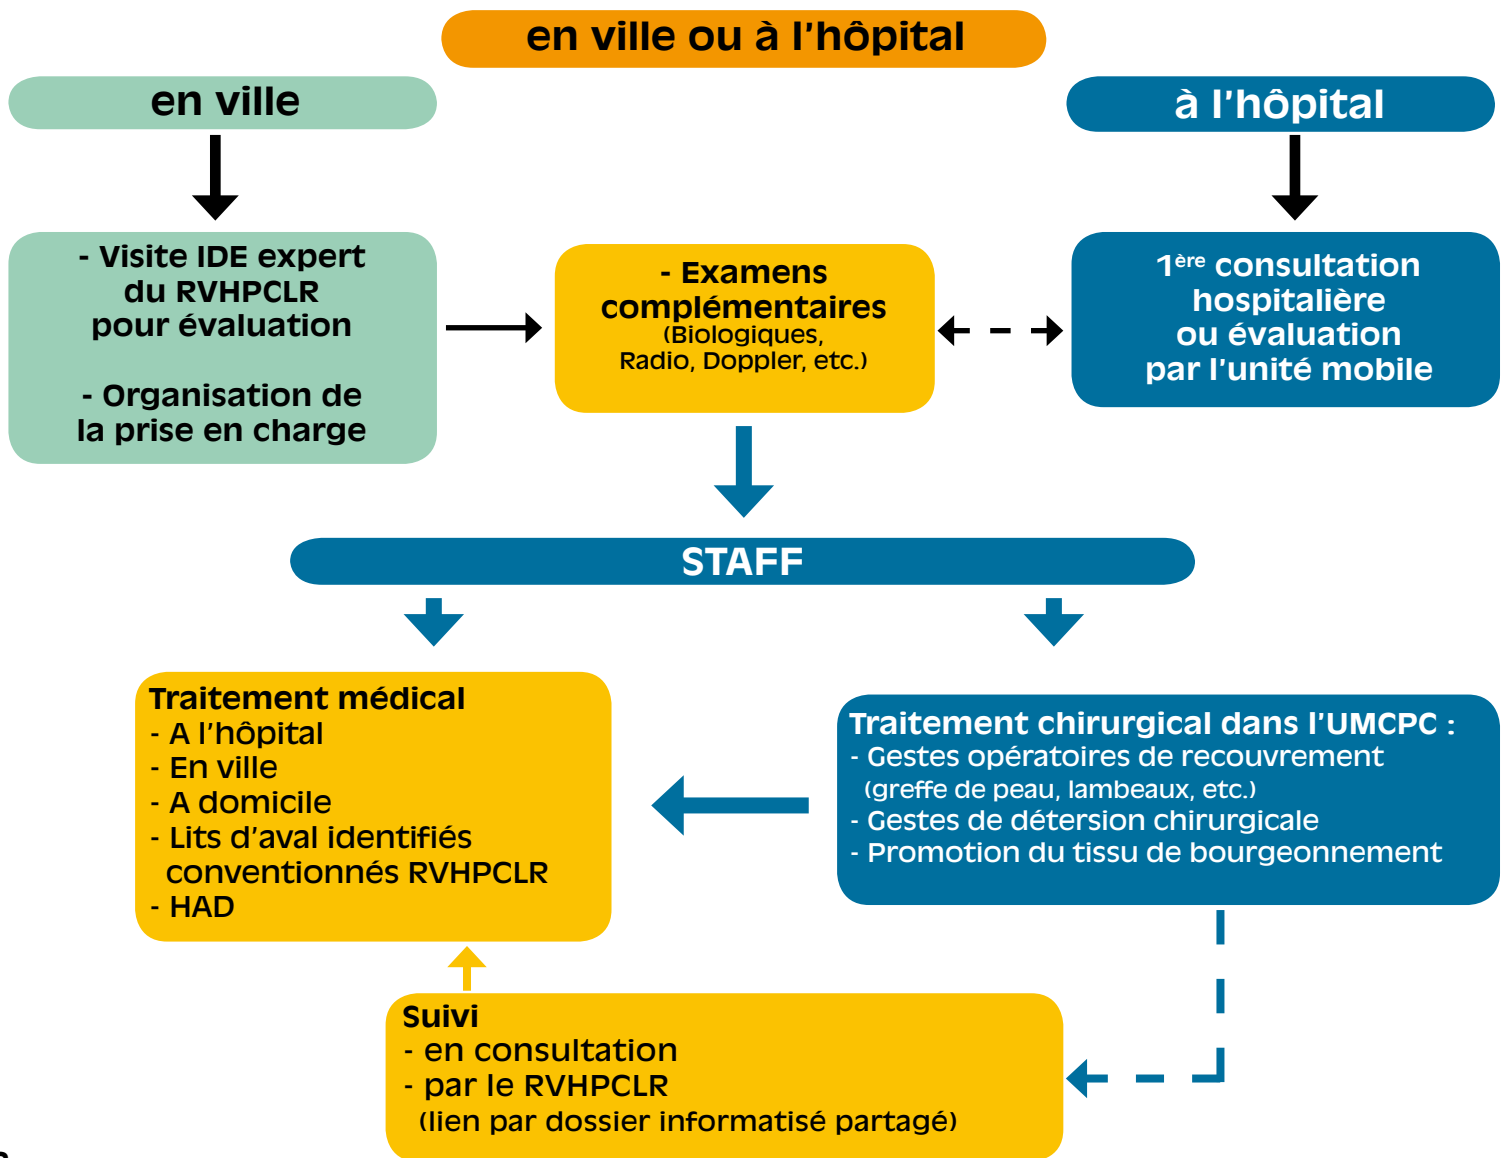 en ville ou à l'hôpital
en ville
à l'hôpital
- Visite IDE expert
du RVHPCLR
pour évaluation
- Organisation de
la prise en charge
- Examens
complémentaires
(Biologiques,
Radio, Doppler, etc.)
1ère consultation
hospitalière
ou évaluation
par l'unité mobile
STAFF
Traitement médical
- A l'hôpital
- En ville
- A domicile
- Lits d'aval identifiés
conventionnés RVHPCLR
- HAD
Traitement chirurgical dans l'UMCPC :
- Gestes opératoires de recouvrement
(greffe de peau, lambeaux, etc.)
- Gestes de détersion chirurgicale
- Promotion du tissu de bourgeonnement
Suivi
- en consultation
- par le RVHPCLR
(lien par dossier informatisé partagé)